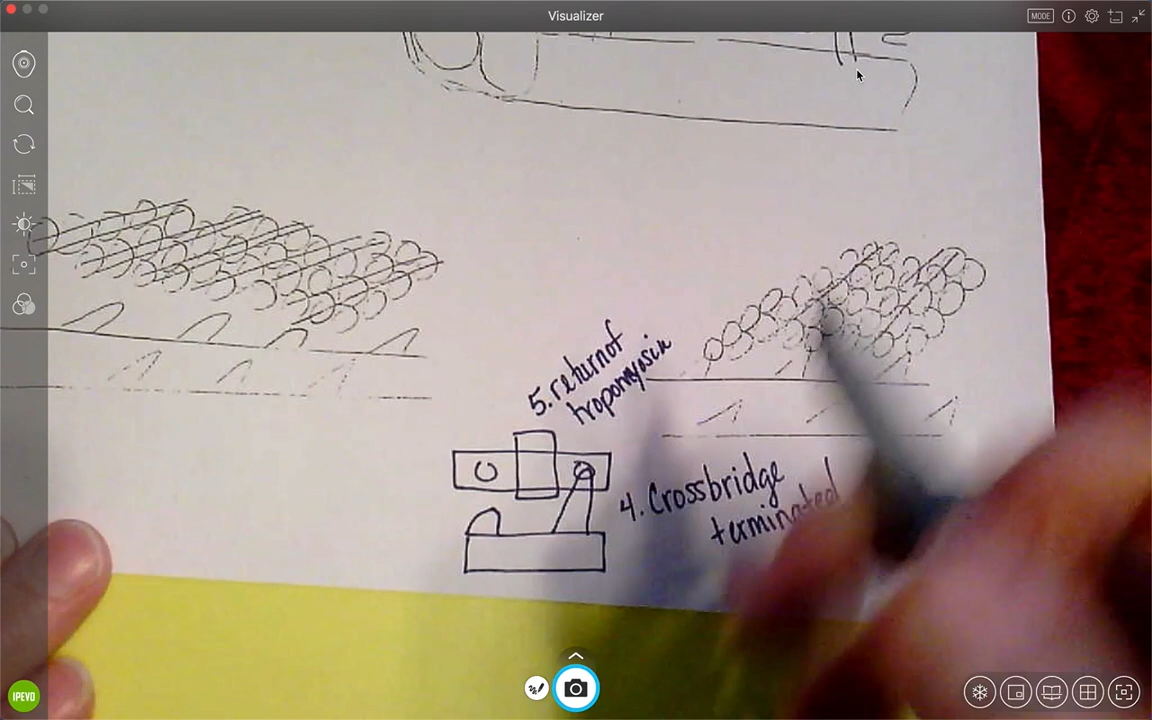 Visualizer
MODE
5. return of
tropomyosin
4. Crossbridge
terminated
IPEVO